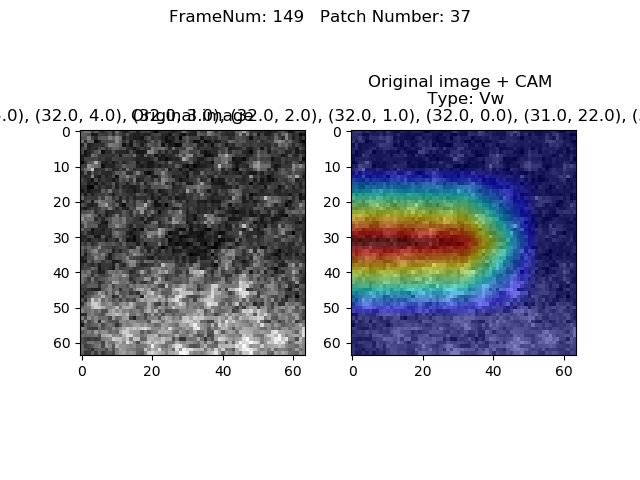 FrameNum: 149   Patch Number: 37
Original image + CAM
Type: Vw
.0), (32.0, 4.0), (32.0, 3.0), (32.0, 2.0), (32.0, 1.0), (32.0, 0.0), (31.0, 22.0), (
Original image
0
10
20
30
40
50
60
0 20 40 60
0
10
20
30
40
50
60
0 20 40 60